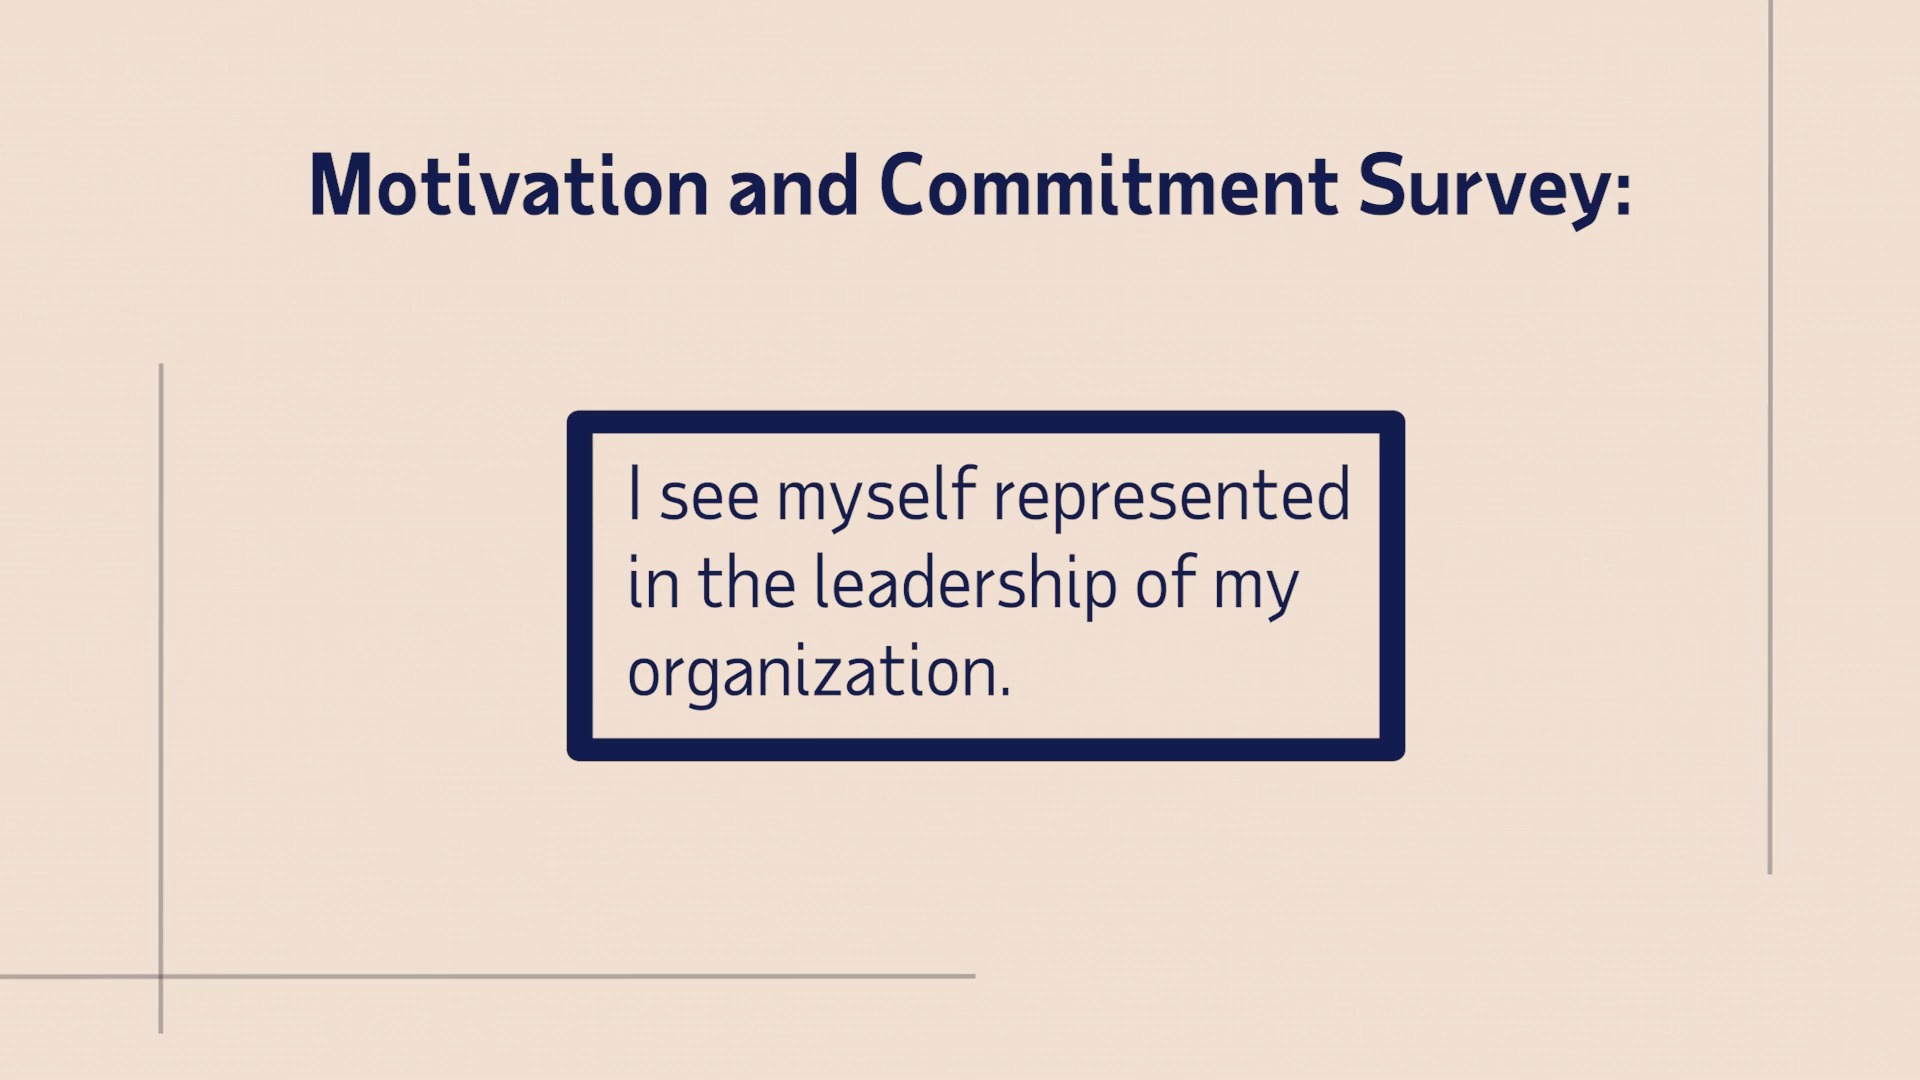 Motivation and Commitment Survey:
I see myself represented
in the leadership of my
organization.